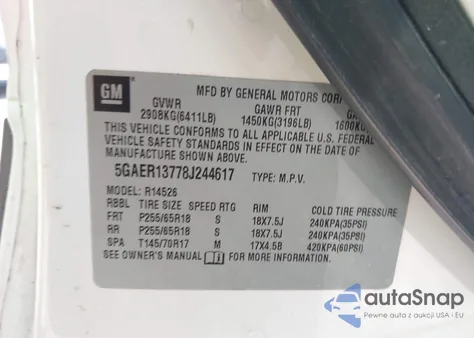 GM
MFD BY GENERAL MOTORS CORP
GVWR GAWR FRT
2908KG(6411LB) 1450KG(3196LB) 1600K
THIS VEHICLE CONFORMS TO ALL APPLICABLE U.S. FEDERAL
VEHICLE SAFETY STANDARDS IN EFFECT ON THE DATE OF
MANUFACTURE SHOWN ABOVE.
5GAER13778J244617 TYPE: M.P.V.
MODEL: R14526
RBBL TIRE SIZE SPEED RTG RIM COLD TIRE PRESSURE
FRT P255/65R18 S 18X7.5J 240KPA(35PSI)
RR P255/65R18 S 18X7.5J 240KPA(35PSI)
SPA T145/70R17 M 17X4.5B 420KPA(60PSI)
SEE OWNER'S MANUAL FOR MORE INFORMATION
autoSnap
Pewne auta z licytacji USA i EU